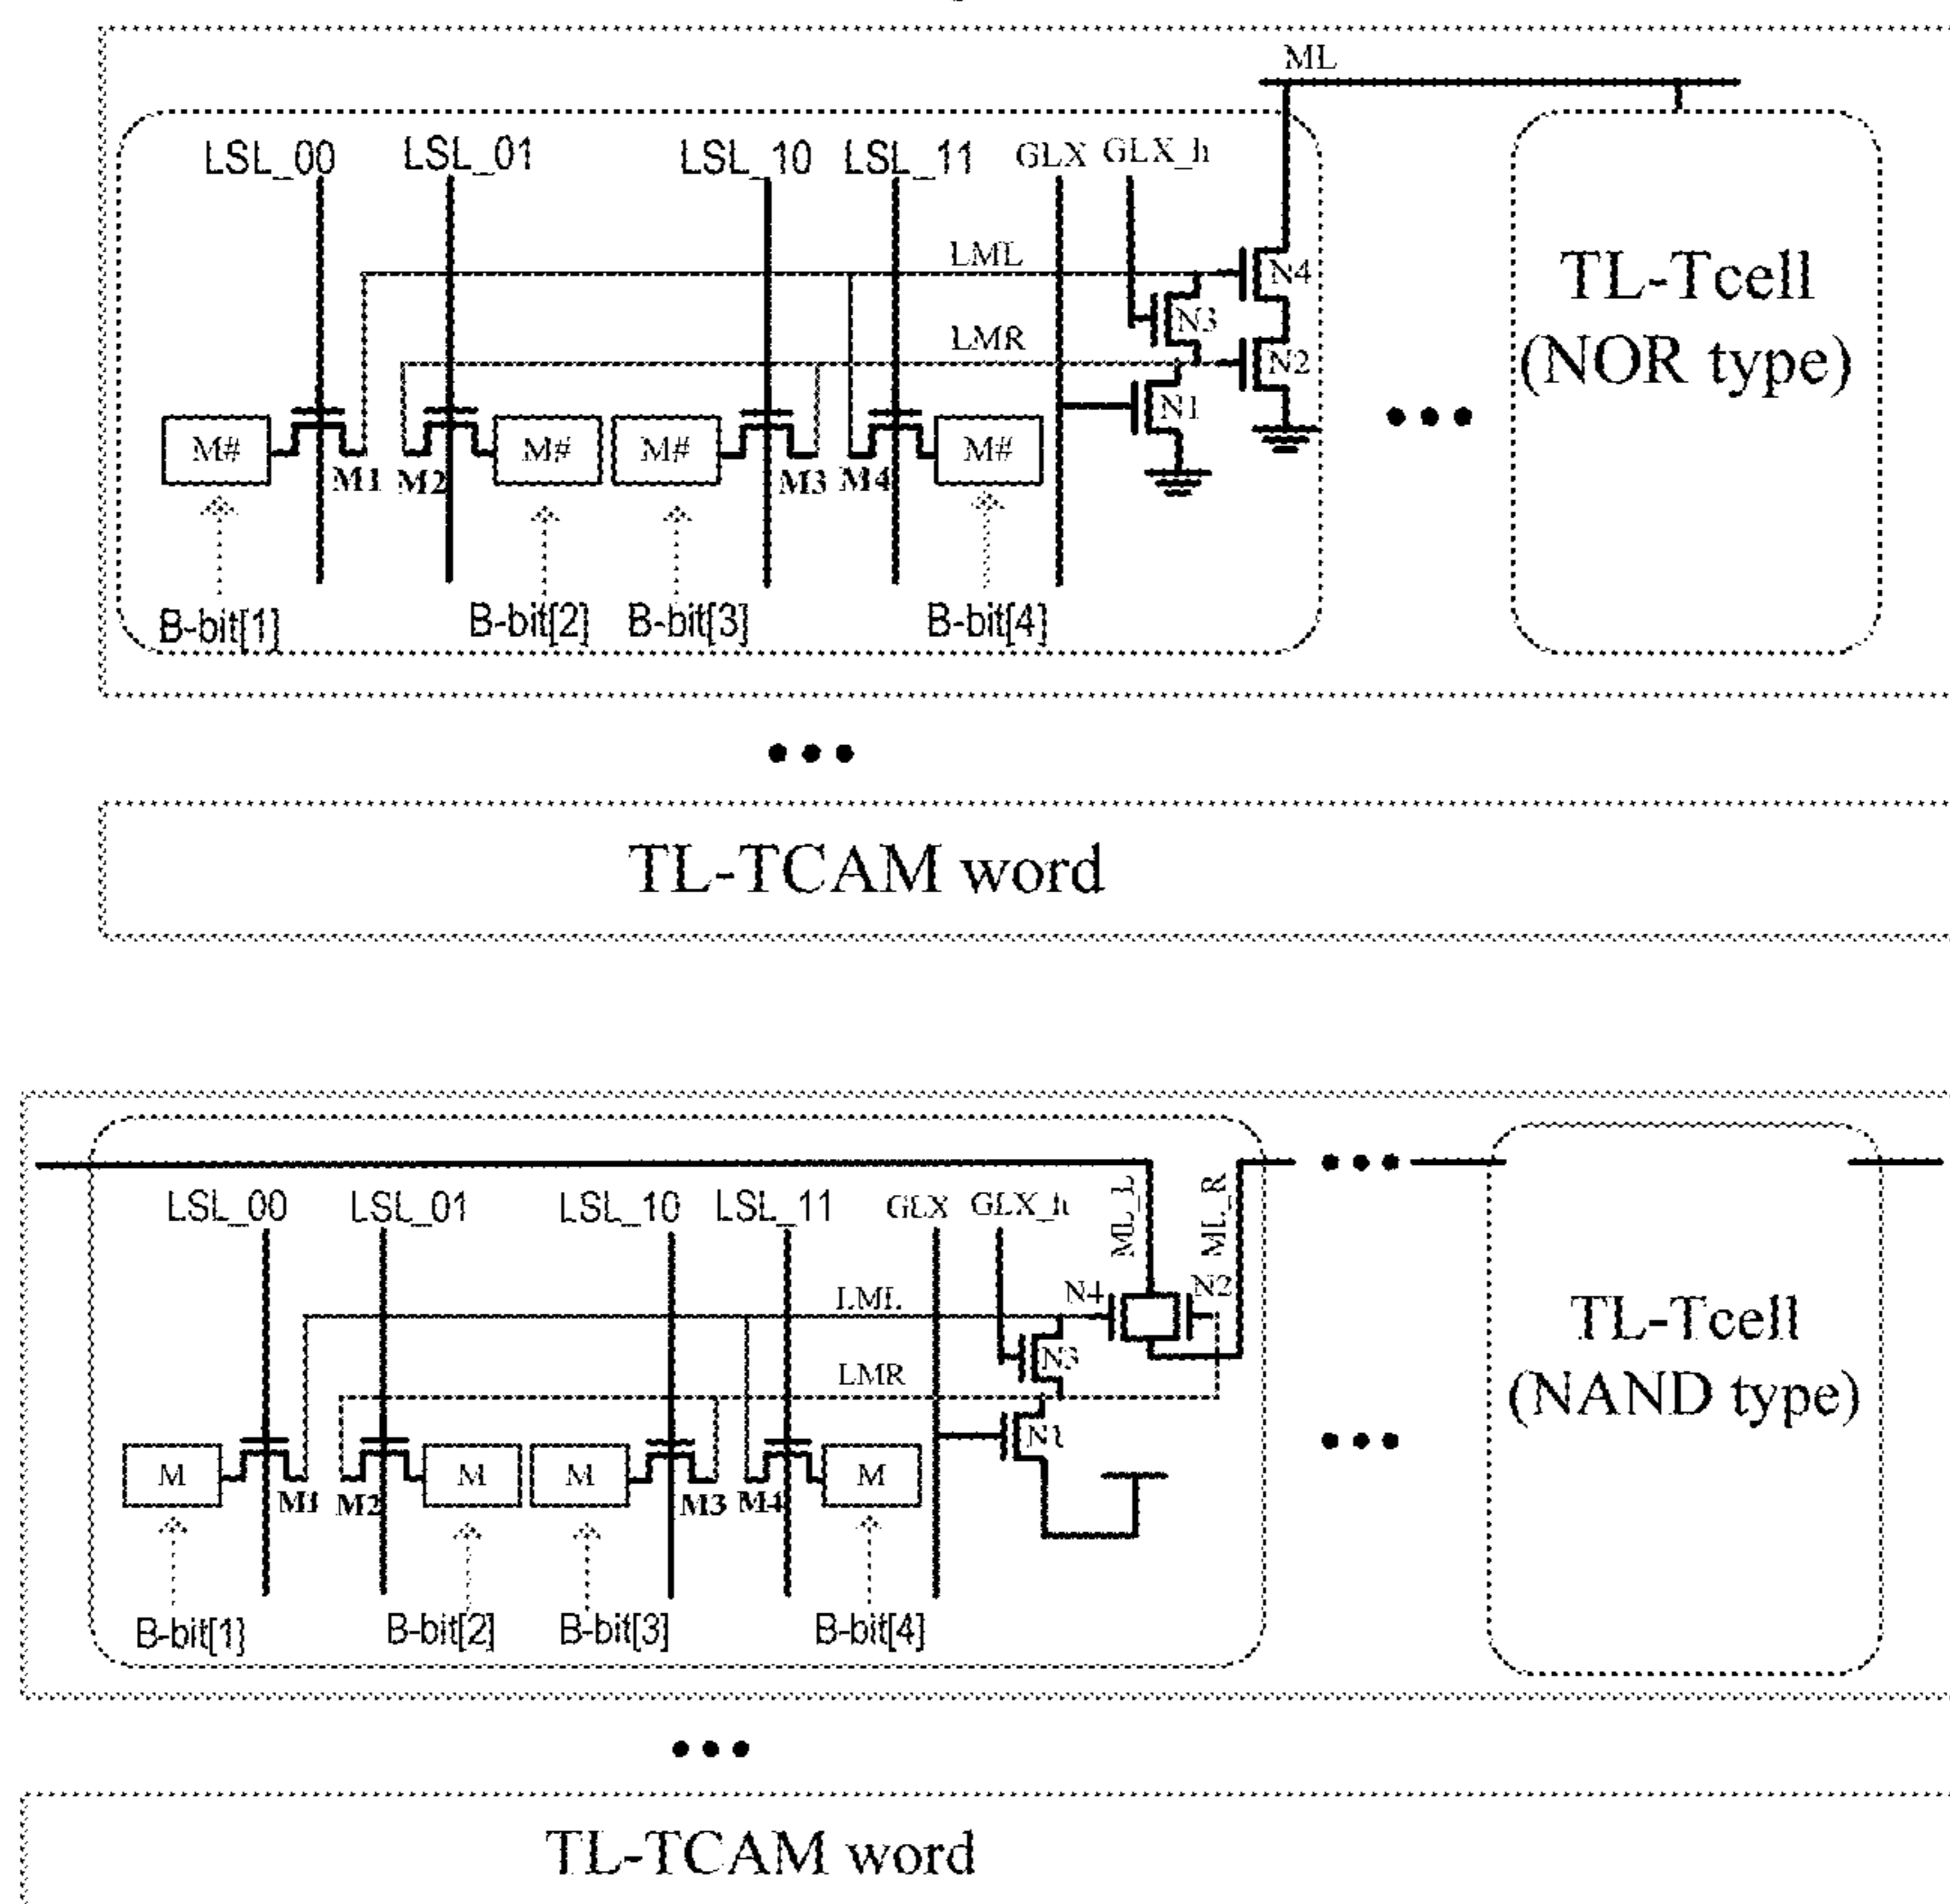 ML
LSL_00 LSL_01 LSL_10 LSL_11 GLX GLX_h
LML N4
N3
LMR N2
N1
M# M# M# M#
M1 M2 M3 M4
B-bit[1] B-bit[2] B-bit[3] B-bit[4]
TL-Tcell
(NOR type)
TL-TCAM word
LSL_00 LSL_01 LSL_10 LSL_11 GLX GLX_h ML_L ML_R
LML N4 N2
N3
LMR
N1
M M M M
M1 M2 M3 M4
B-bit[1] B-bit[2] B-bit[3] B-bit[4]
TL-Tcell
(NAND type)
TL-TCAM word